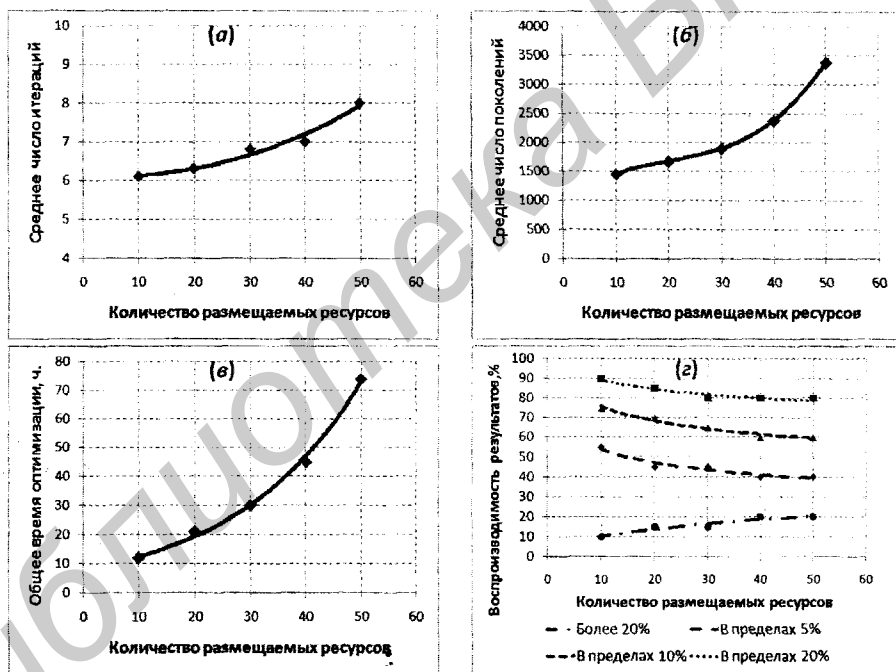 (а)
10
9
8
7
6
5
4
0 10 20 30 40 50 60
Среднее число итераций
Количество размещаемых ресурсов
(б)
4000
3500
3000
2500
2000
1500
1000
500
0
0 10 20 30 40 50 60
Среднее число поколений
Количество размещаемых ресурсов
(в)
80
70
60
50
40
30
20
10
0
0 10 20 30 40 50 60
Общее время оптимизации, ч.
Количество размещаемых ресурсов
(г)
100
90
80
70
60
50
40
30
20
10
0
0 10 20 30 40 50 60
Воспроизводимость результатов,%
Количество размещаемых ресурсов
Более 20% В пределах 5%
В пределах 10% В пределах 20%
блиотека Б